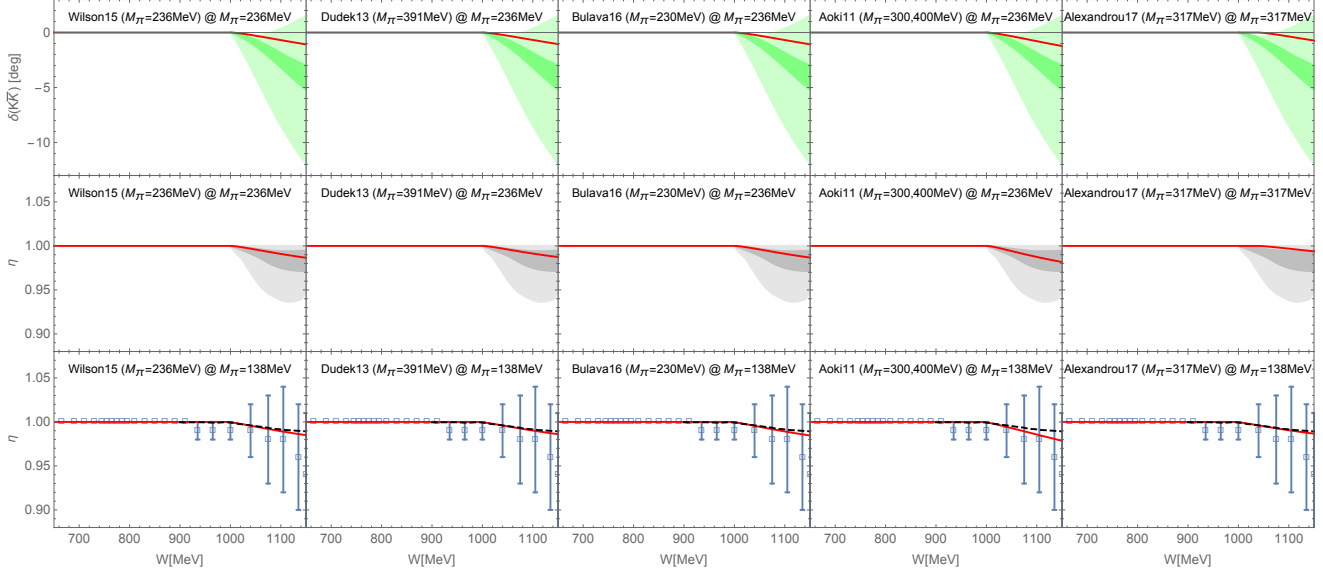 Wilson15 (Mπ=236MeV) @ Mπ=236MeV Dudek13 (Mπ=391MeV) @ Mπ=236MeV Bulava16 (Mπ=230MeV) @ Mπ=236MeV Aoki11 (Mπ=300,400MeV) @ Mπ=236MeV Alexandrou17 (Mπ=317MeV) @ Mπ=317MeV
0
−5
−10
δ(KK̅) [deg]
Wilson15 (Mπ=236MeV) @ Mπ=236MeV Dudek13 (Mπ=391MeV) @ Mπ=236MeV Bulava16 (Mπ=230MeV) @ Mπ=236MeV Aoki11 (Mπ=300,400MeV) @ Mπ=236MeV Alexandrou17 (Mπ=317MeV) @ Mπ=317MeV
1.05
1.00
0.95
0.90
η
Wilson15 (Mπ=236MeV) @ Mπ=138MeV Dudek13 (Mπ=391MeV) @ Mπ=138MeV Bulava16 (Mπ=230MeV) @ Mπ=138MeV Aoki11 (Mπ=300,400MeV) @ Mπ=138MeV Alexandrou17 (Mπ=317MeV) @ Mπ=138MeV
1.05
1.00
0.95
0.90
η
700 800 900 1000 1100 700 800 900 1000 1100 700 800 900 1000 1100 700 800 900 1000 1100 700 800 900 1000 1100
W[MeV] W[MeV] W[MeV] W[MeV] W[MeV]